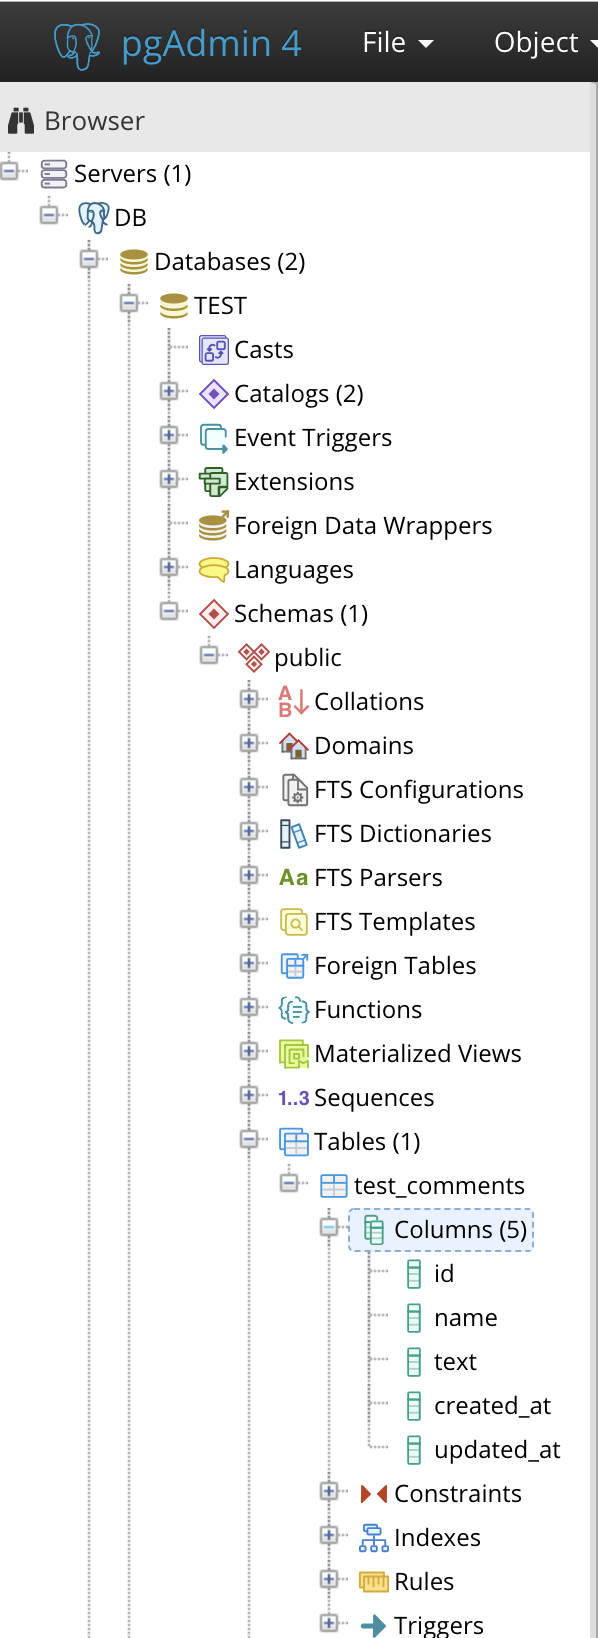 pgAdmin 4 File Object
Browser
Servers (1)
DB
Databases (2)
TEST
Casts
Catalogs (2)
Event Triggers
Extensions
Foreign Data Wrappers
Languages
Schemas (1)
public
A
B
Collations
Domains
FTS Configurations
FTS Dictionaries
Aa FTS Parsers
FTS Templates
Foreign Tables
Functions
Materialized Views
1..3 Sequences
Tables (1)
test_comments
Columns (5)
id
name
text
created_at
updated_at
Constraints
Indexes
Rules
Triggers